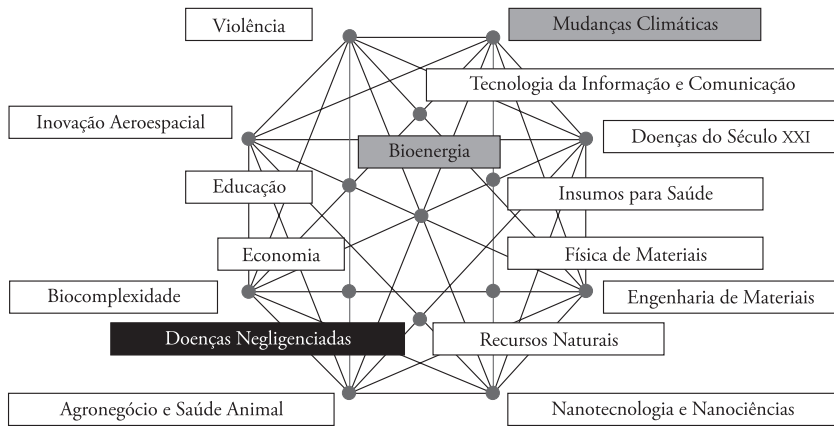 Violência
Mudanças Climáticas
Tecnologia da Informação e Comunicação
Inovação Aeroespacial
Doenças do Século XXI
Bioenergia
Educação
Insumos para Saúde
Economia
Física de Materiais
Biocomplexidade
Engenharia de Materiais
Doenças Negligenciadas
Recursos Naturais
Agronegócio e Saúde Animal
Nanotecnologia e Nanociências